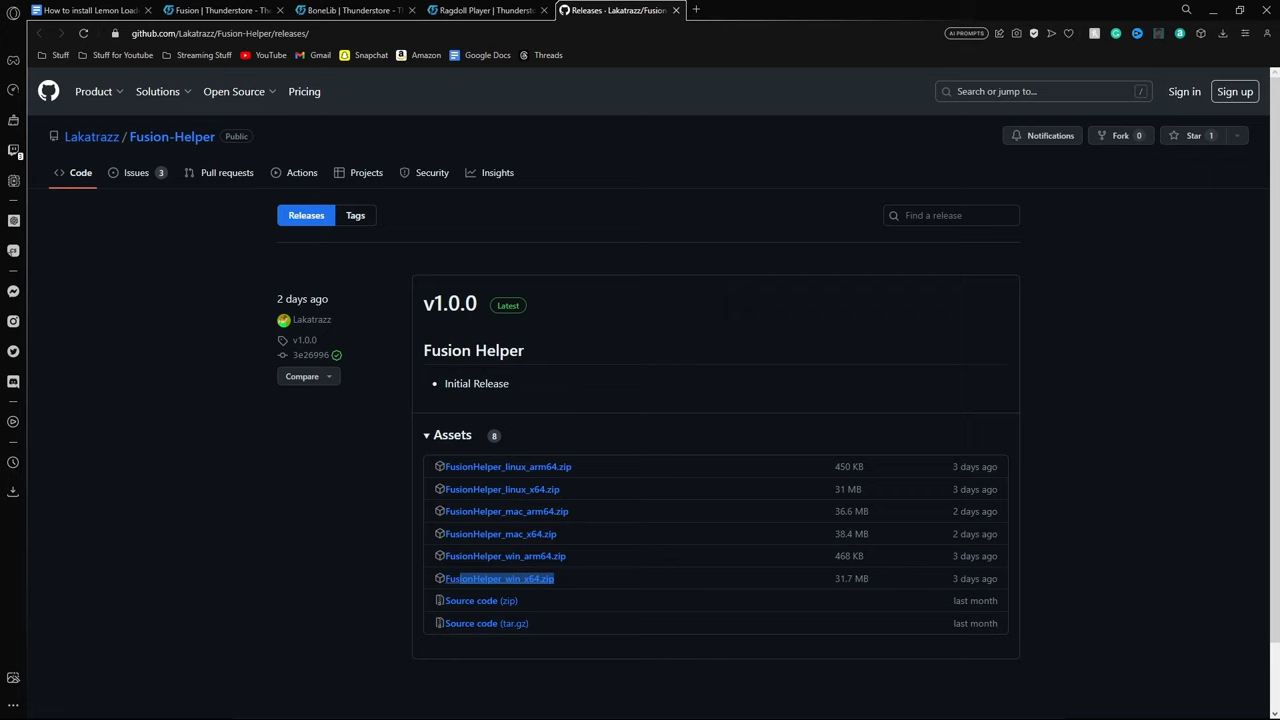 How to install Lemon Load
Fusion | Thunderstore - The
BoneLib | Thunderstore - T
Ragdoll Player | Thunderst
Releases · Lakatrazz/Fusion
github.com/Lakatrazz/Fusion-Helper/releases/
AI PROMPTS
Stuff
Stuff for Youtube
Streaming Stuff
YouTube
Gmail
Snapchat
Amazon
Google Docs
Threads
Product
Solutions
Open Source
Pricing
Search or jump to...
/
Sign in
Sign up
Lakatrazz / Fusion-Helper
Public
Notifications
Fork 0
Star 1
Code
Issues 3
Pull requests
Actions
Projects
Security
Insights
Releases
Tags
Find a release
2 days ago
Lakatrazz
v1.0.0
3e26996
Compare
v1.0.0
Latest
Fusion Helper
Initial Release
Assets 8
FusionHelper_linux_arm64.zip 450 KB 3 days ago
FusionHelper_linux_x64.zip 31 MB 3 days ago
FusionHelper_mac_arm64.zip 36.6 MB 2 days ago
FusionHelper_mac_x64.zip 38.4 MB 2 days ago
FusionHelper_win_arm64.zip 468 KB 3 days ago
FusionHelper_win_x64.zip 31.7 MB 3 days ago
Source code (zip) last month
Source code (tar.gz) last month